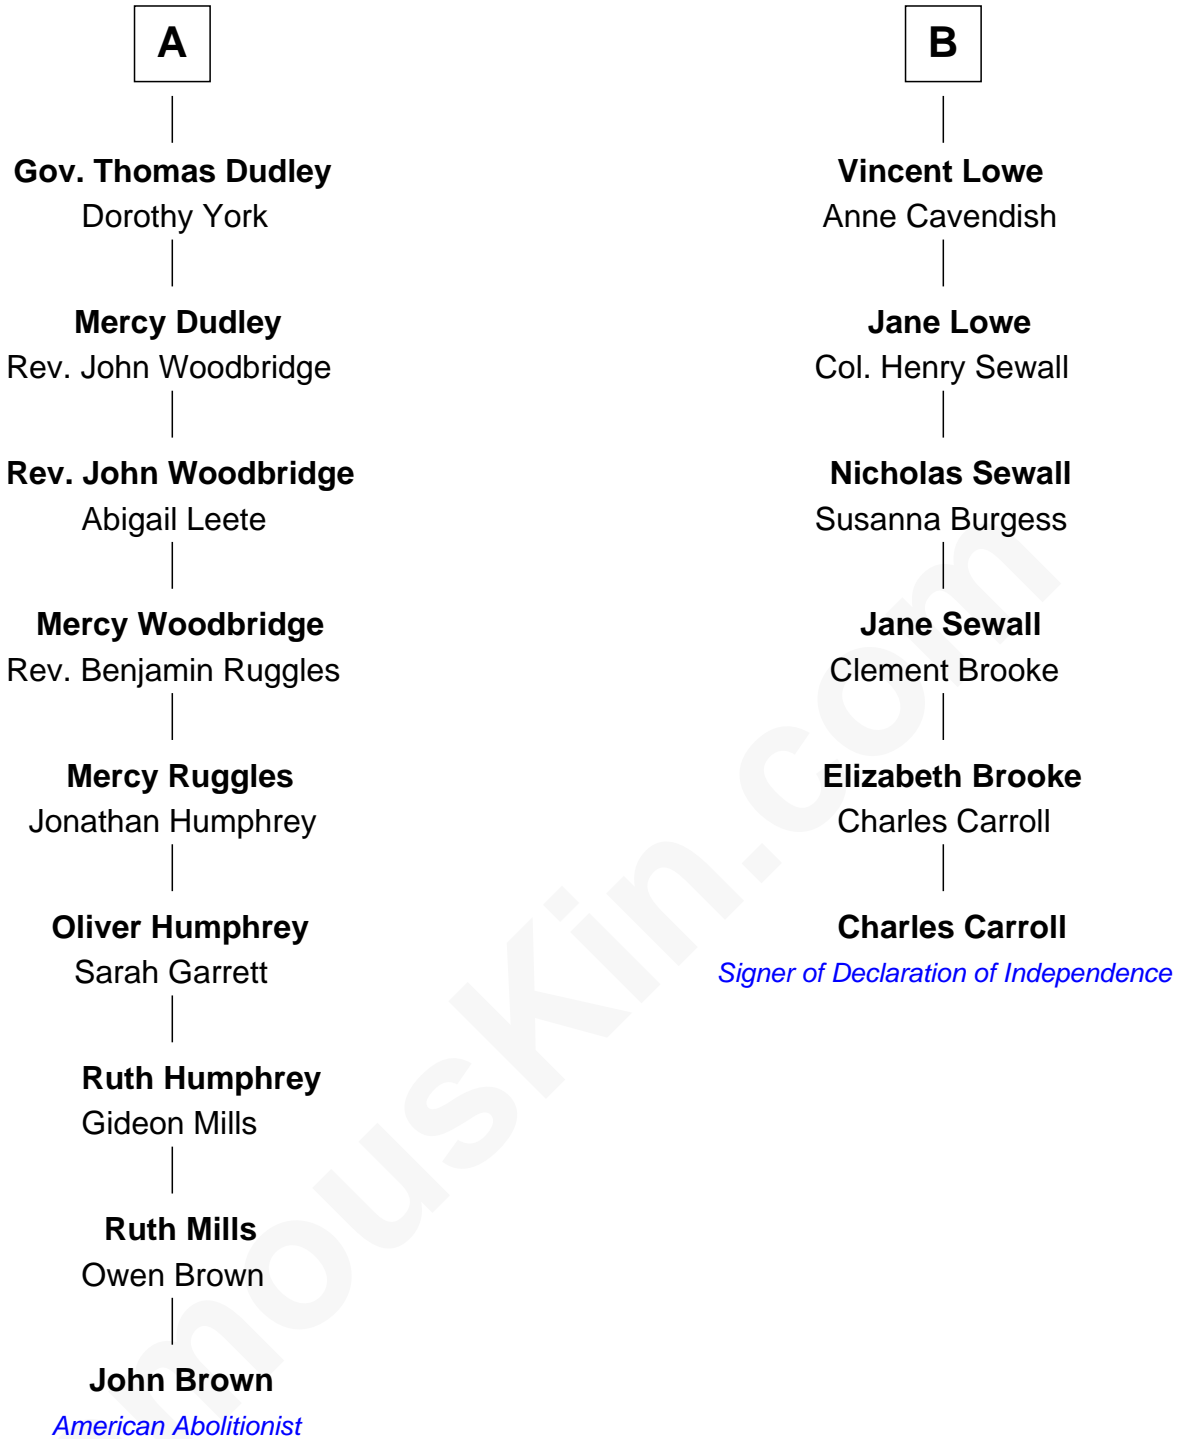 A
Gov. Thomas Dudley
Dorothy York
Mercy Dudley
Rev. John Woodbridge
Rev. John Woodbridge
Abigail Leete
Mercy Woodbridge
Rev. Benjamin Ruggles
Mercy Ruggles
Jonathan Humphrey
Oliver Humphrey
Sarah Garrett
Ruth Humphrey
Gideon Mills
Ruth Mills
Owen Brown
John Brown
American Abolitionist
B
Vincent Lowe
Anne Cavendish
Jane Lowe
Col. Henry Sewall
Nicholas Sewall
Susanna Burgess
Jane Sewall
Clement Brooke
Elizabeth Brooke
Charles Carroll
Charles Carroll
Signer of Declaration of Independence
mousKin.com